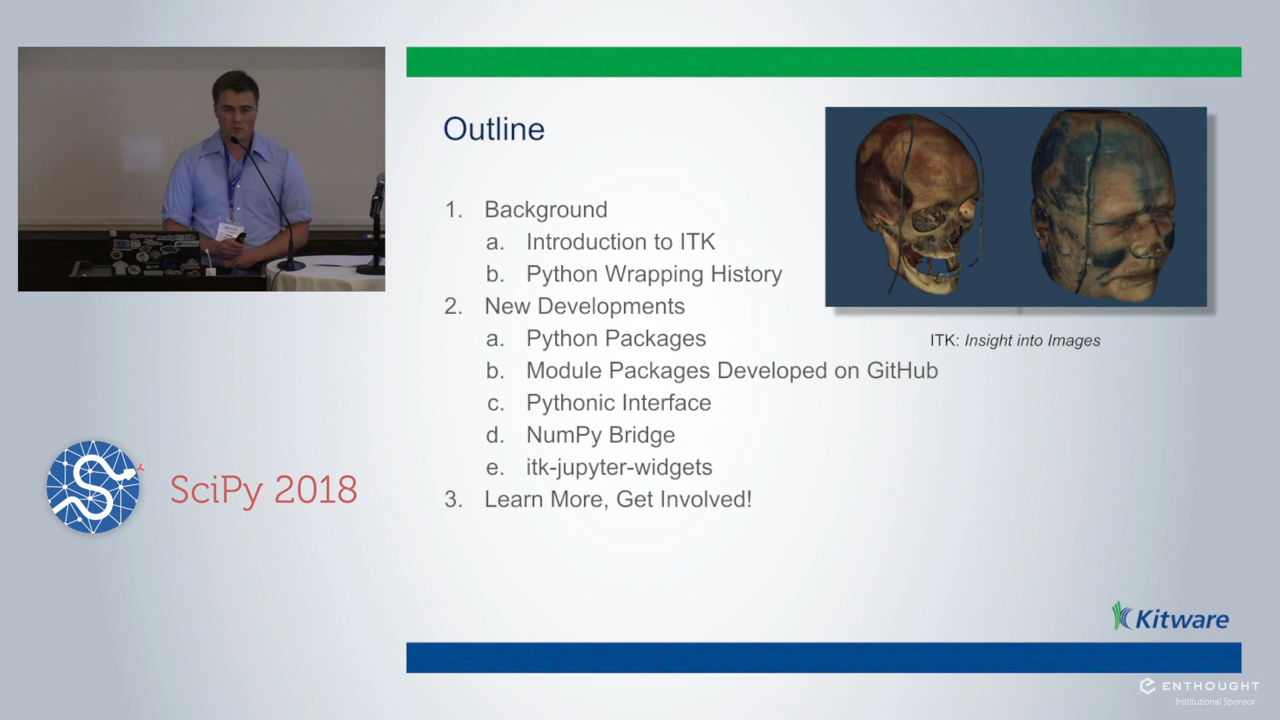 Outline
1. Background
a. Introduction to ITK
b. Python Wrapping History
2. New Developments
a. Python Packages
b. Module Packages Developed on GitHub
c. Pythonic Interface
d. NumPy Bridge
e. itk-jupyter-widgets
3. Learn More, Get Involved!
ITK: Insight into Images
SciPy 2018
Kitware
ENTHOUGHT
Institutional Sponsor